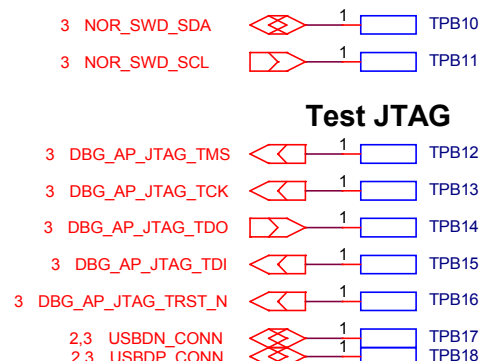 3 NOR_SWD_SDA 1 TPB10
3 NOR_SWD_SCL 1 TPB11
Test JTAG
3 DBG_AP_JTAG_TMS 1 TPB12
3 DBG_AP_JTAG_TCK 1 TPB13
3 DBG_AP_JTAG_TDO 1 TPB14
3 DBG_AP_JTAG_TDI 1 TPB15
3 DBG_AP_JTAG_TRST_N 1 TPB16
2,3 USBDN_CONN 1 TPB17
2,3 USBDP_CONN 1 TPB18